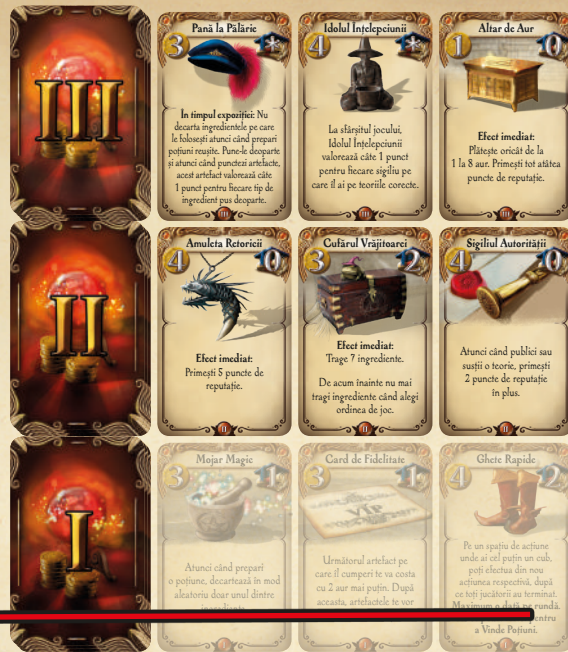 III
Pană la Pălărie
3
*
În timpul expoziției: Nu
decarta ingredientele pe care
le folosești atunci când prepari
poțiuni reușite. Pune-le deoparte
și atunci când punctezi artefacte,
acest artefact valorează câte
1 punct pentru fiecare tip de
ingredient pus deoparte.
III
Idolul Înțelepciunii
4
*
La sfârșitul jocului,
Idolul Înțelepciunii
valorează câte 1 punct
pentru fiecare sigiliu pe
care îl ai pe teoriile corecte.
III
Altar de Aur
1
0
Efect imediat:
Plătește oricât de la
1 la 8 aur. Primești tot atâtea
puncte de reputație.
III
II
Amuleta Retoricii
4
0
Efect imediat:
Primești 5 puncte de
reputație.
II
Cufărul Vrăjitoarei
3
2
Efect imediat:
Trage 7 ingrediente.
De acum înainte nu mai
tragi ingrediente când alegi
ordinea de joc.
II
Sigiliul Autorității
4
0
Atunci când publici sau
susții o teorie, primești
2 puncte de reputație
în plus.
II
I
Mojar Magic
3
1
Atunci când prepari
o poțiune, decartează în mod
aleatoriu doar unul dintre
I
Card de Fidelitate
3
1
VIP
Următorul artefact pe
care îl cumperi te va costa
cu 2 aur mai puțin. După
aceasta, artefactele te vor
I
Ghete Rapide
4
2
Pe un spațiu de acțiune
unde ai cel puțin un cub,
poți efectua din nou
acțiunea respectivă, după
ce toți jucătorii au terminat.
Maximum o dată pe rundă.
a Vinde Poțiuni.
I